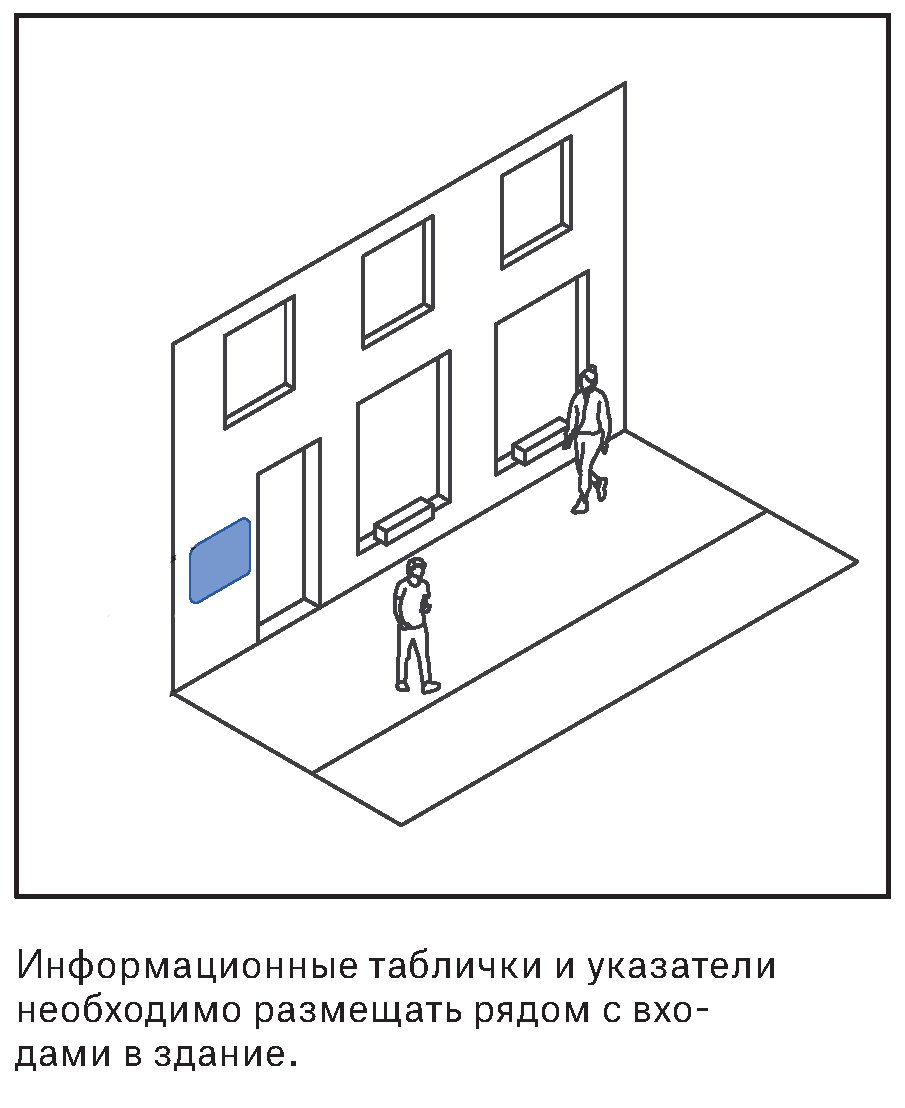 Информационные таблички и указатели
необходимо размещать рядом с вхо-
дами в здание.